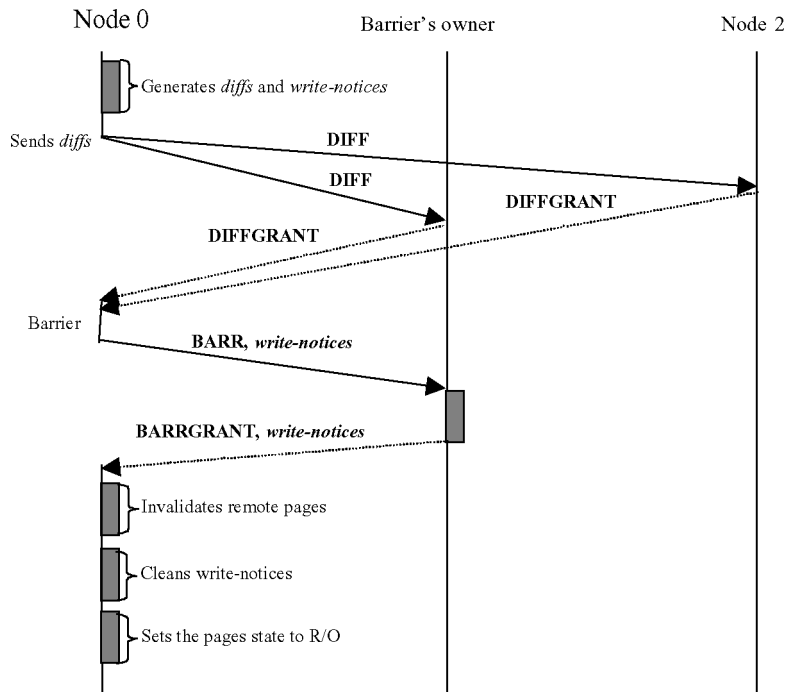 Node 0
Barrier's owner
Node 2
Generates diffs and write-notices
Sends diffs
DIFF
DIFF
DIFFGRANT
DIFFGRANT
Barrier
BARR, write-notices
BARRGRANT, write-notices
Invalidates remote pages
Cleans write-notices
Sets the pages state to R/O